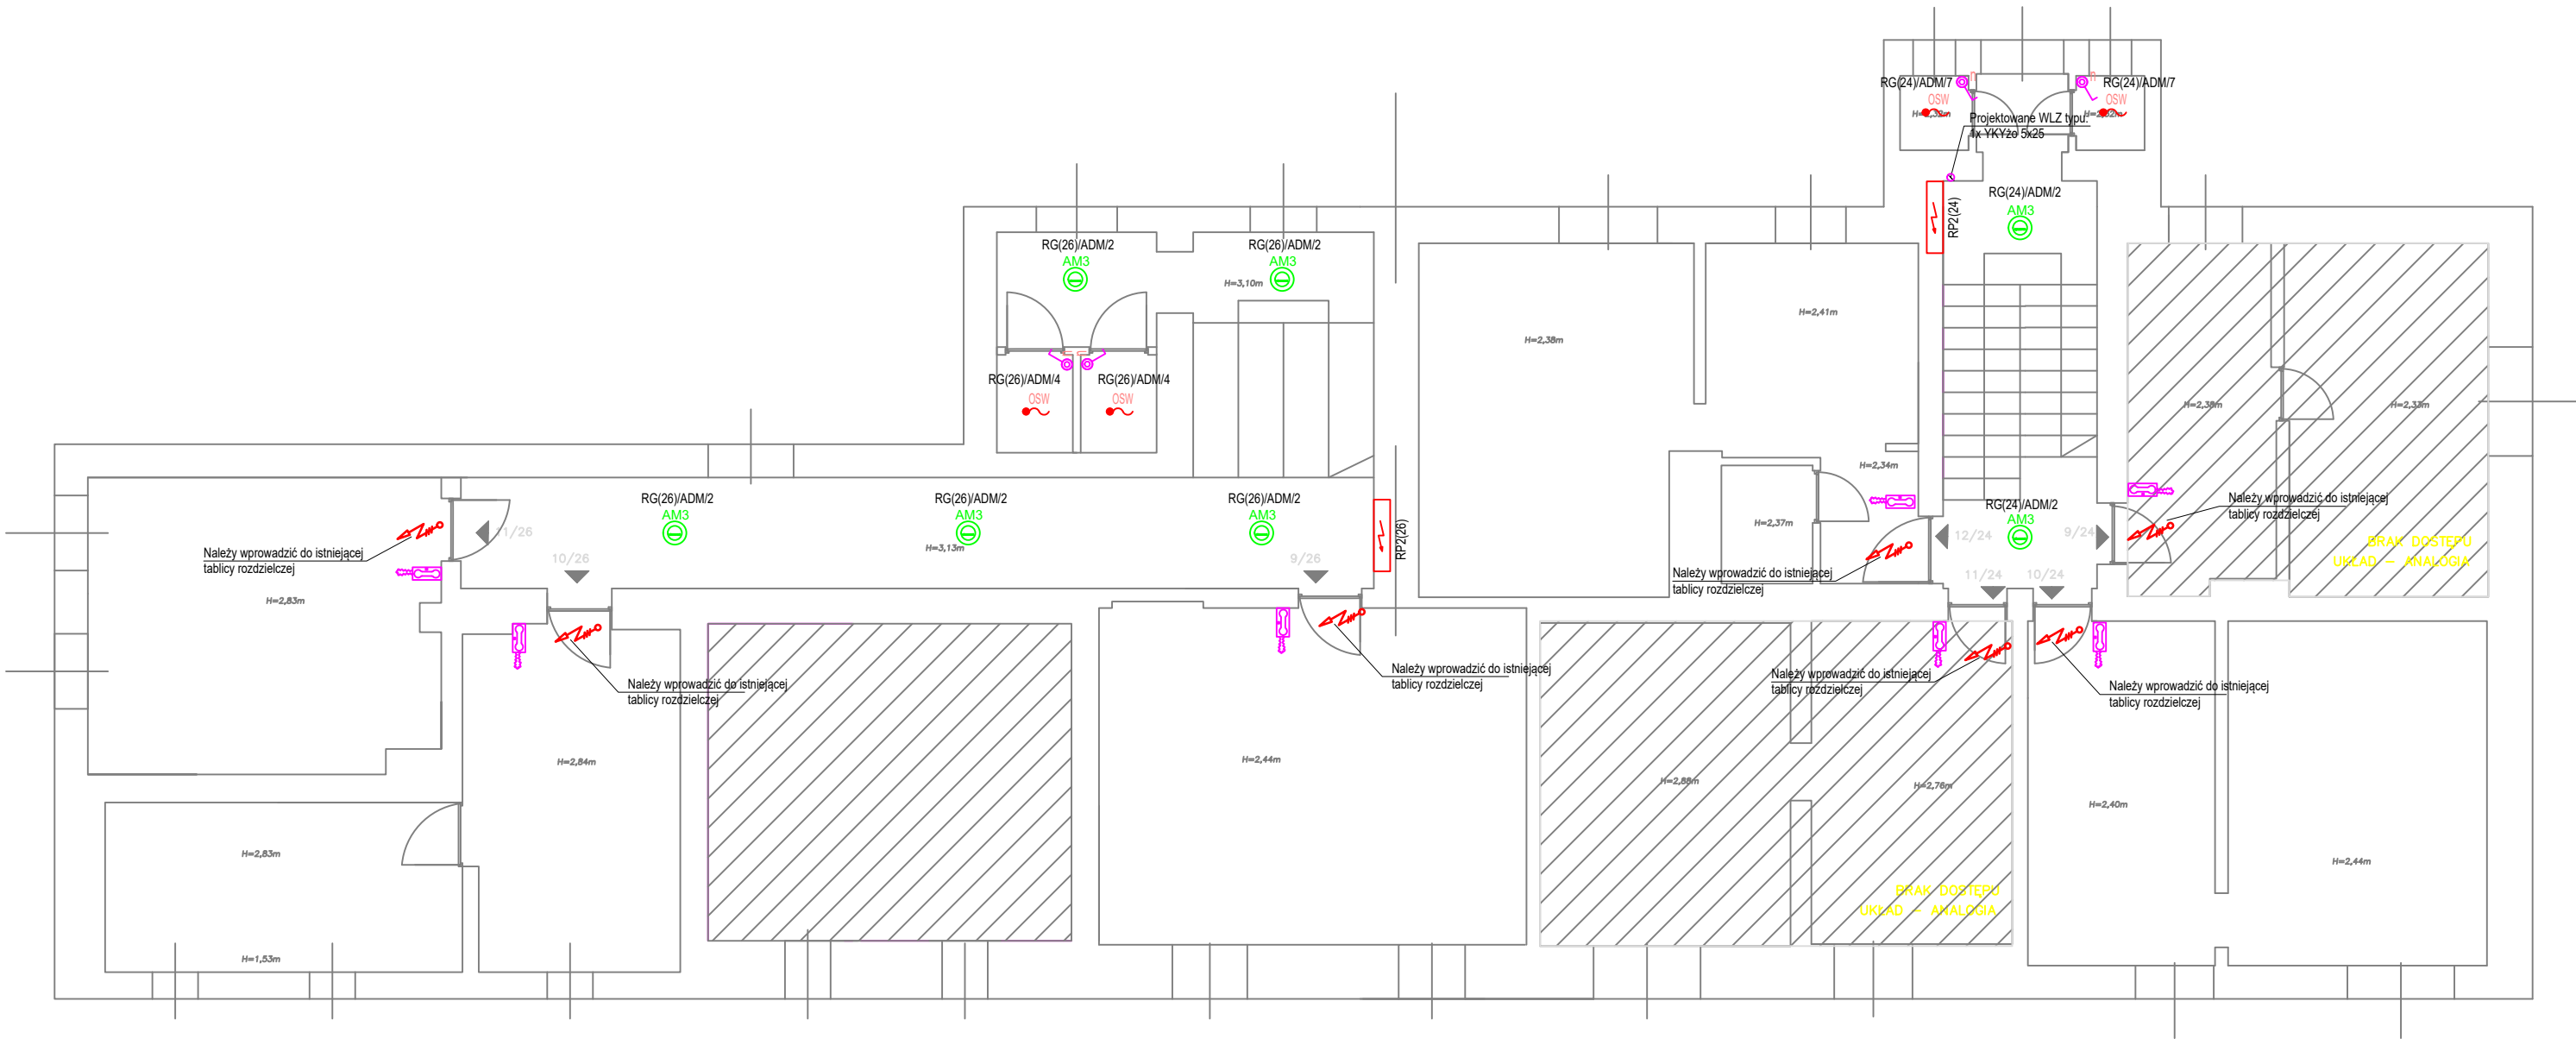 RG(24)/ADM/7
RG(24)/ADM/7
OSW
OSW
H=2,32m
Projektowane WLZ typu:
1x YKYżo 5x25
RG(24)/ADM/2
AM3
RP2(24)
RG(26)/ADM/2
AM3
RG(26)/ADM/2
AM3
H=3,10m
H=2,41m
H=2,38m
RG(26)/ADM/4
OSW
RG(26)/ADM/4
OSW
H=2,38m
H=2,33m
H=2,34m
RG(26)/ADM/2
AM3
RG(26)/ADM/2
AM3
RG(26)/ADM/2
AM3
RP2(26)
H=3,13m
11/26
10/26
9/26
Należy wprowadzić do istniejącej
tablicy rozdzielczej
H=2,37m
RG(24)/ADM/2
AM3
12/24
9/24
11/24
10/24
Należy wprowadzić do istniejącej
tablicy rozdzielczej
BRAK DOSTĘPU
UKŁAD – ANALOGIA
Należy wprowadzić do istniejącej
tablicy rozdzielczej
H=2,83m
Należy wprowadzić do istniejącej
tablicy rozdzielczej
Należy wprowadzić do istniejącej
tablicy rozdzielczej
Należy wprowadzić do istniejącej
tablicy rozdzielczej
Należy wprowadzić do istniejącej
tablicy rozdzielczej
H=2,84m
H=2,44m
H=2,88m
H=2,76m
H=2,40m
H=2,44m
H=2,83m
BRAK DOSTĘPU
UKŁAD – ANALOGIA
H=1,53m